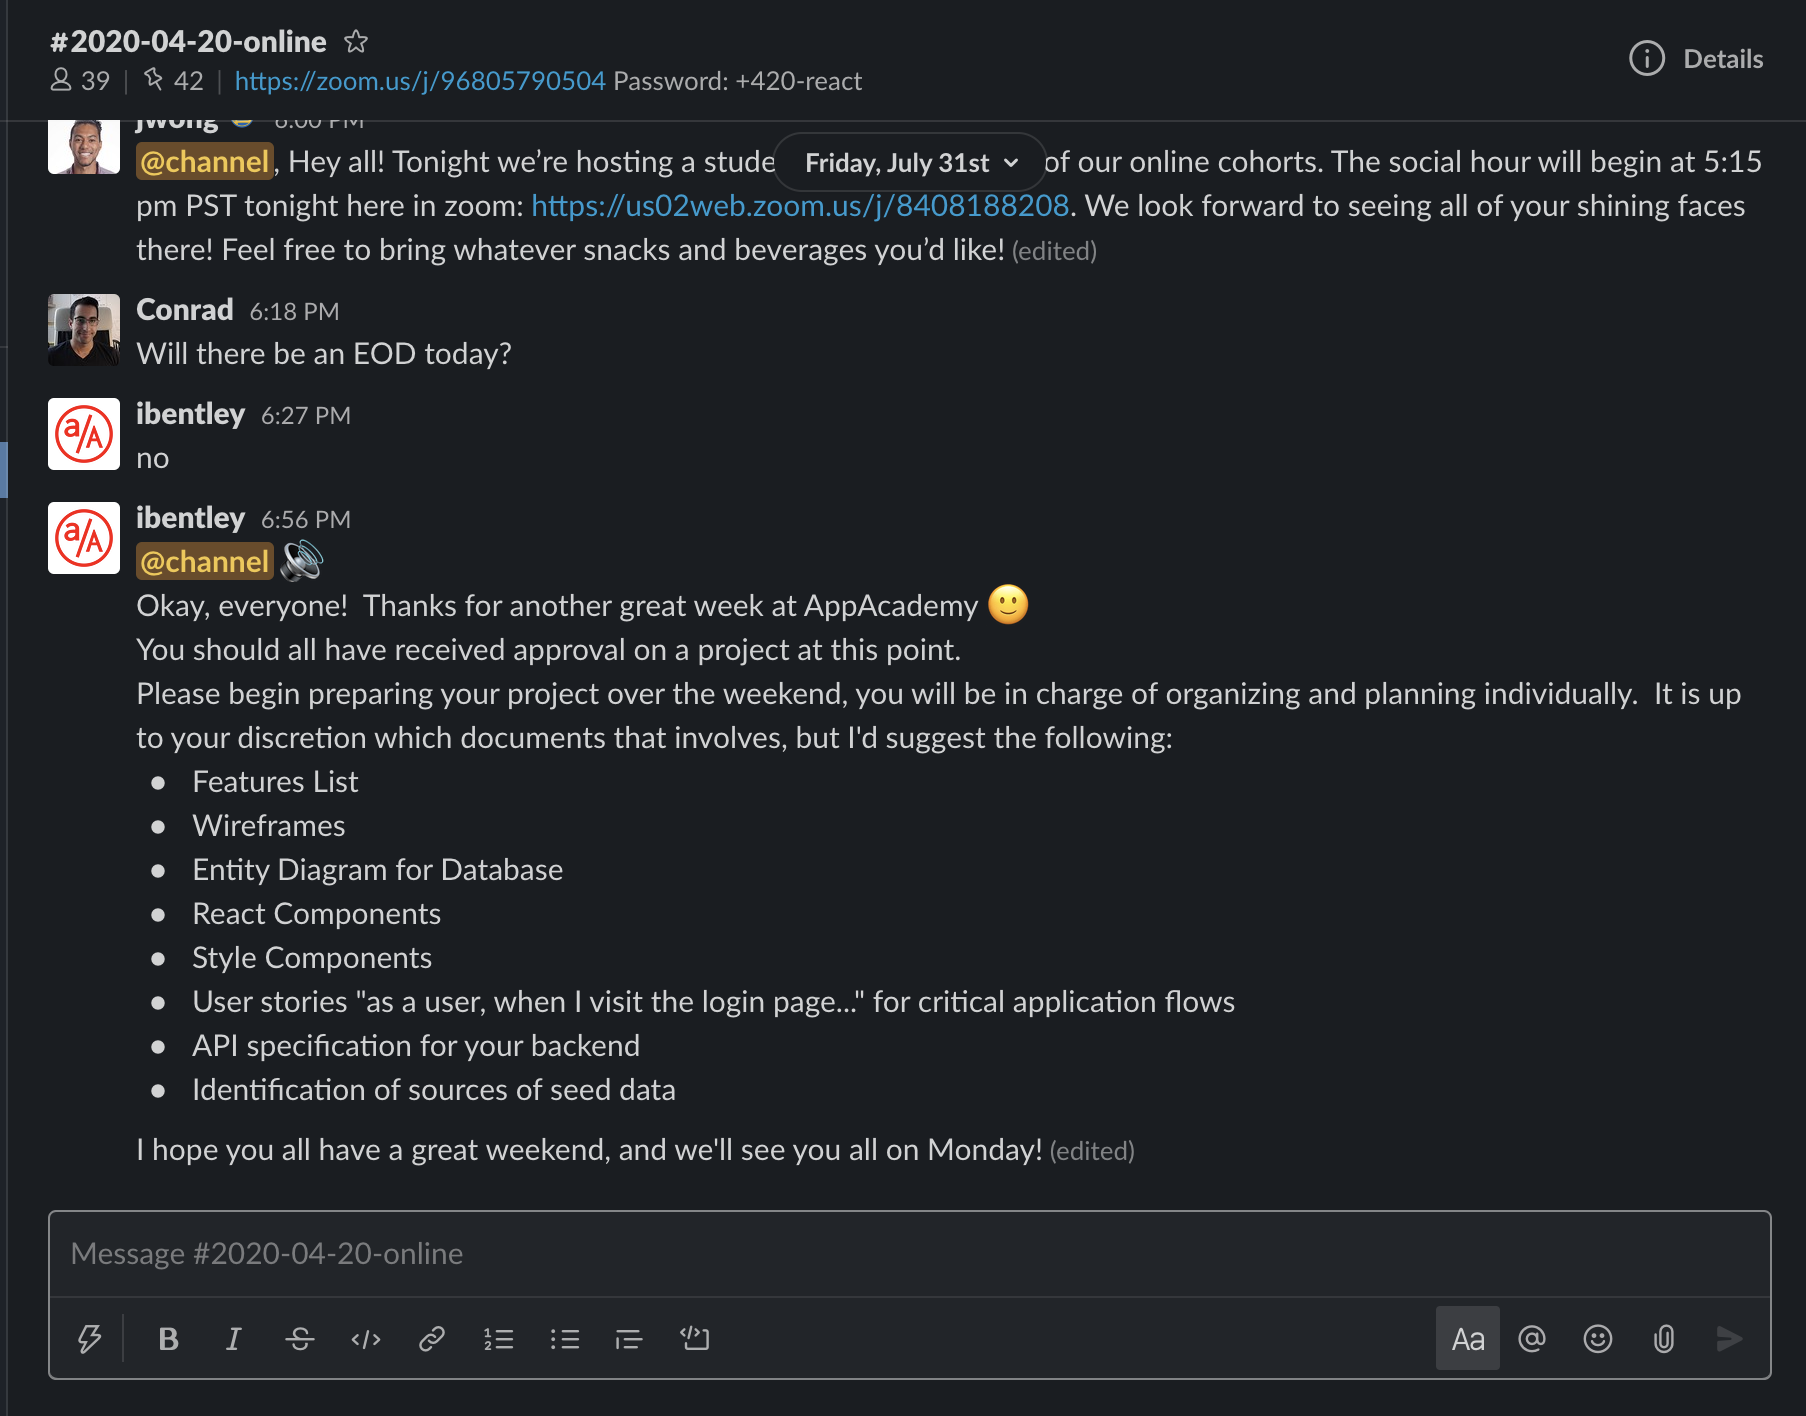 #2020-04-20-online
39 | 42 | https://zoom.us/j/96805790504 Password: +420-react
Details
jwong 6:00 PM
Friday, July 31st
@channel, Hey all! Tonight we're hosting a stude of our online cohorts. The social hour will begin at 5:15
pm PST tonight here in zoom: https://us02web.zoom.us/j/8408188208. We look forward to seeing all of your shining faces
there! Feel free to bring whatever snacks and beverages you'd like! (edited)
Conrad 6:18 PM
Will there be an EOD today?
a/A
ibentley 6:27 PM
no
a/A
ibentley 6:56 PM
@channel
Okay, everyone!  Thanks for another great week at AppAcademy
You should all have received approval on a project at this point.
Please begin preparing your project over the weekend, you will be in charge of organizing and planning individually.  It is up
to your discretion which documents that involves, but I'd suggest the following:
• Features List
• Wireframes
• Entity Diagram for Database
• React Components
• Style Components
• User stories "as a user, when I visit the login page..." for critical application flows
• API specification for your backend
• Identification of sources of seed data
I hope you all have a great weekend, and we'll see you all on Monday! (edited)
Message #2020-04-20-online
B I S </> Aa @